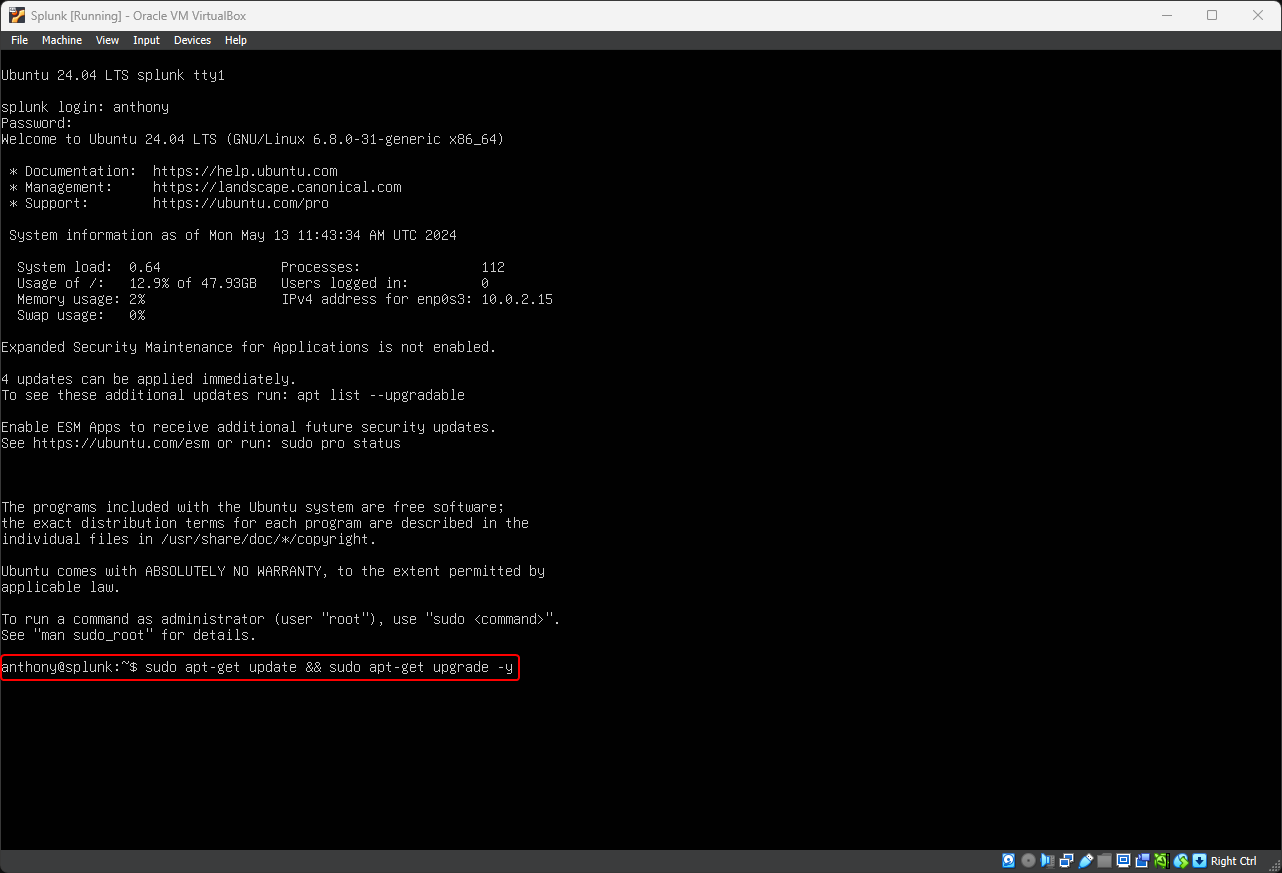 Splunk [Running] - Oracle VM VirtualBox
File Machine View Input Devices Help
Ubuntu 24.04 LTS splunk tty1
splunk login: anthony
Password:
Welcome to Ubuntu 24.04 LTS (GNU/Linux 6.8.0-31-generic x86_64)
* Documentation:  https://help.ubuntu.com
* Management:     https://landscape.canonical.com
* Support:        https://ubuntu.com/pro
System information as of Mon May 13 11:43:34 AM UTC 2024
System load:  0.64               Processes:               112
Usage of /:   12.9% of 47.93GB   Users logged in:         0
Memory usage: 2%                 IPv4 address for enp0s3: 10.0.2.15
Swap usage:   0%
Expanded Security Maintenance for Applications is not enabled.
4 updates can be applied immediately.
To see these additional updates run: apt list --upgradable
Enable ESM Apps to receive additional future security updates.
See https://ubuntu.com/esm or run: sudo pro status
The programs included with the Ubuntu system are free software;
the exact distribution terms for each program are described in the
individual files in /usr/share/doc/*/copyright.
Ubuntu comes with ABSOLUTELY NO WARRANTY, to the extent permitted by
applicable law.
To run a command as administrator (user "root"), use "sudo <command>".
See "man sudo_root" for details.
anthony@splunk:~$ sudo apt-get update && sudo apt-get upgrade -y
Right Ctrl